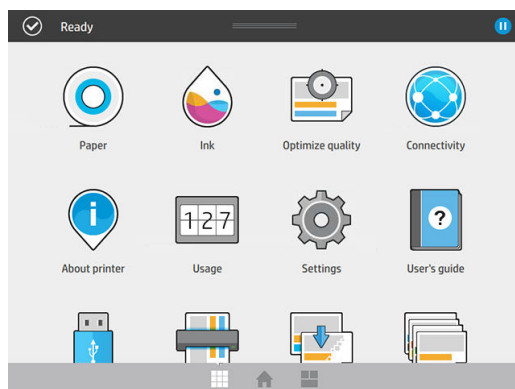 Ready
Paper
Ink
Optimize quality
Connectivity
i
127
?
About printer
Usage
Settings
User's guide